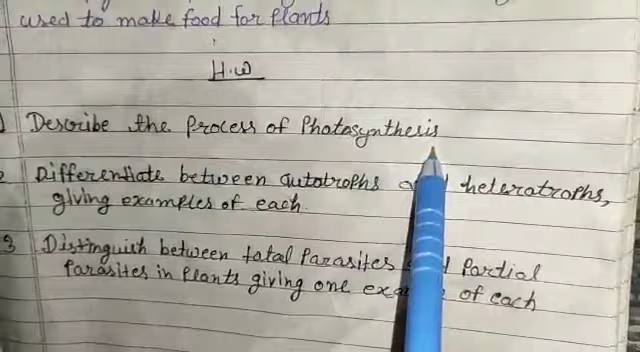 used to make food for plants
H.W
1 Describe the Process of Photosynthesis
2 Differentiate between autotrophs heterotrophs,
giving examples of each.
3 Distinguish between total Parasites Partial
Parasites in Plants giving one of each